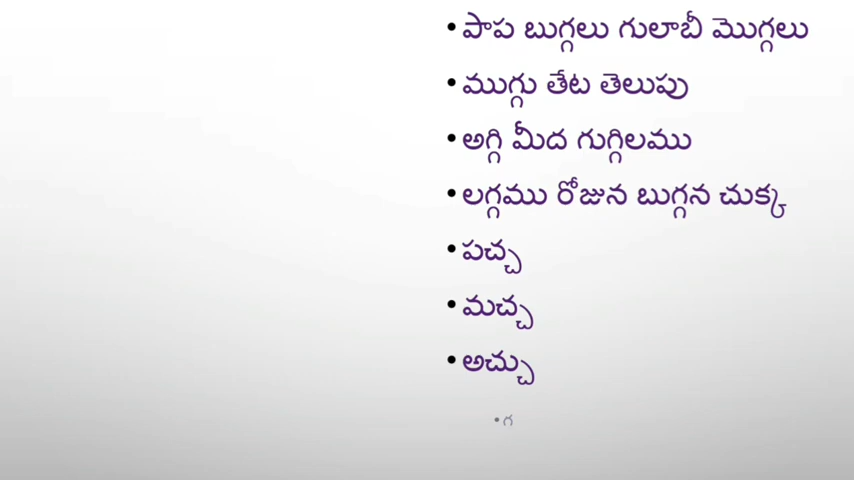 • పాప బుగ్గలు గులాబీ మొగ్గలు
• ముగ్గు తేట తెలుపు
• అగ్గి మీద గుగ్గిలము
• లగ్గము రోజున బుగ్గన చుక్క
• పచ్చ
• మచ్చ
• అచ్చు
• గ